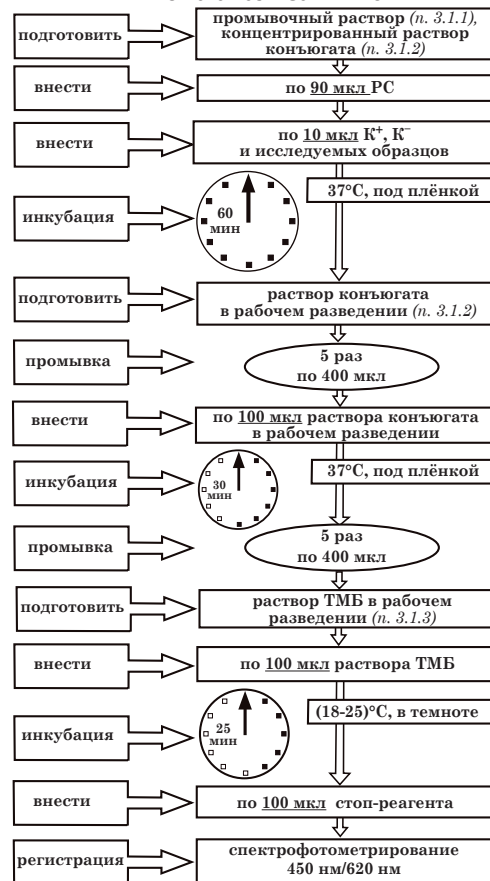 подготовить
промывочный раствор (п. 3.1.1),
концентрированный раствор
конъюгата (п. 3.1.2)
внести
по 90 мкл РС
внести
по 10 мкл К⁺, К⁻
и исследуемых образцов
37°С, под плёнкой
инкубация
60
мин
подготовить
раствор конъюгата
в рабочем разведении (п. 3.1.2)
промывка
5 раз
по 400 мкл
внести
по 100 мкл раствора конъюгата
в рабочем разведении
37°С, под плёнкой
инкубация
30
мин
промывка
5 раз
по 400 мкл
подготовить
раствор ТМБ в рабочем
разведении (п. 3.1.3)
внести
по 100 мкл раствора ТМБ
(18-25)°С, в темноте
инкубация
25
мин
внести
по 100 мкл стоп-реагента
регистрация
спектрофотометрирование
450 нм/620 нм